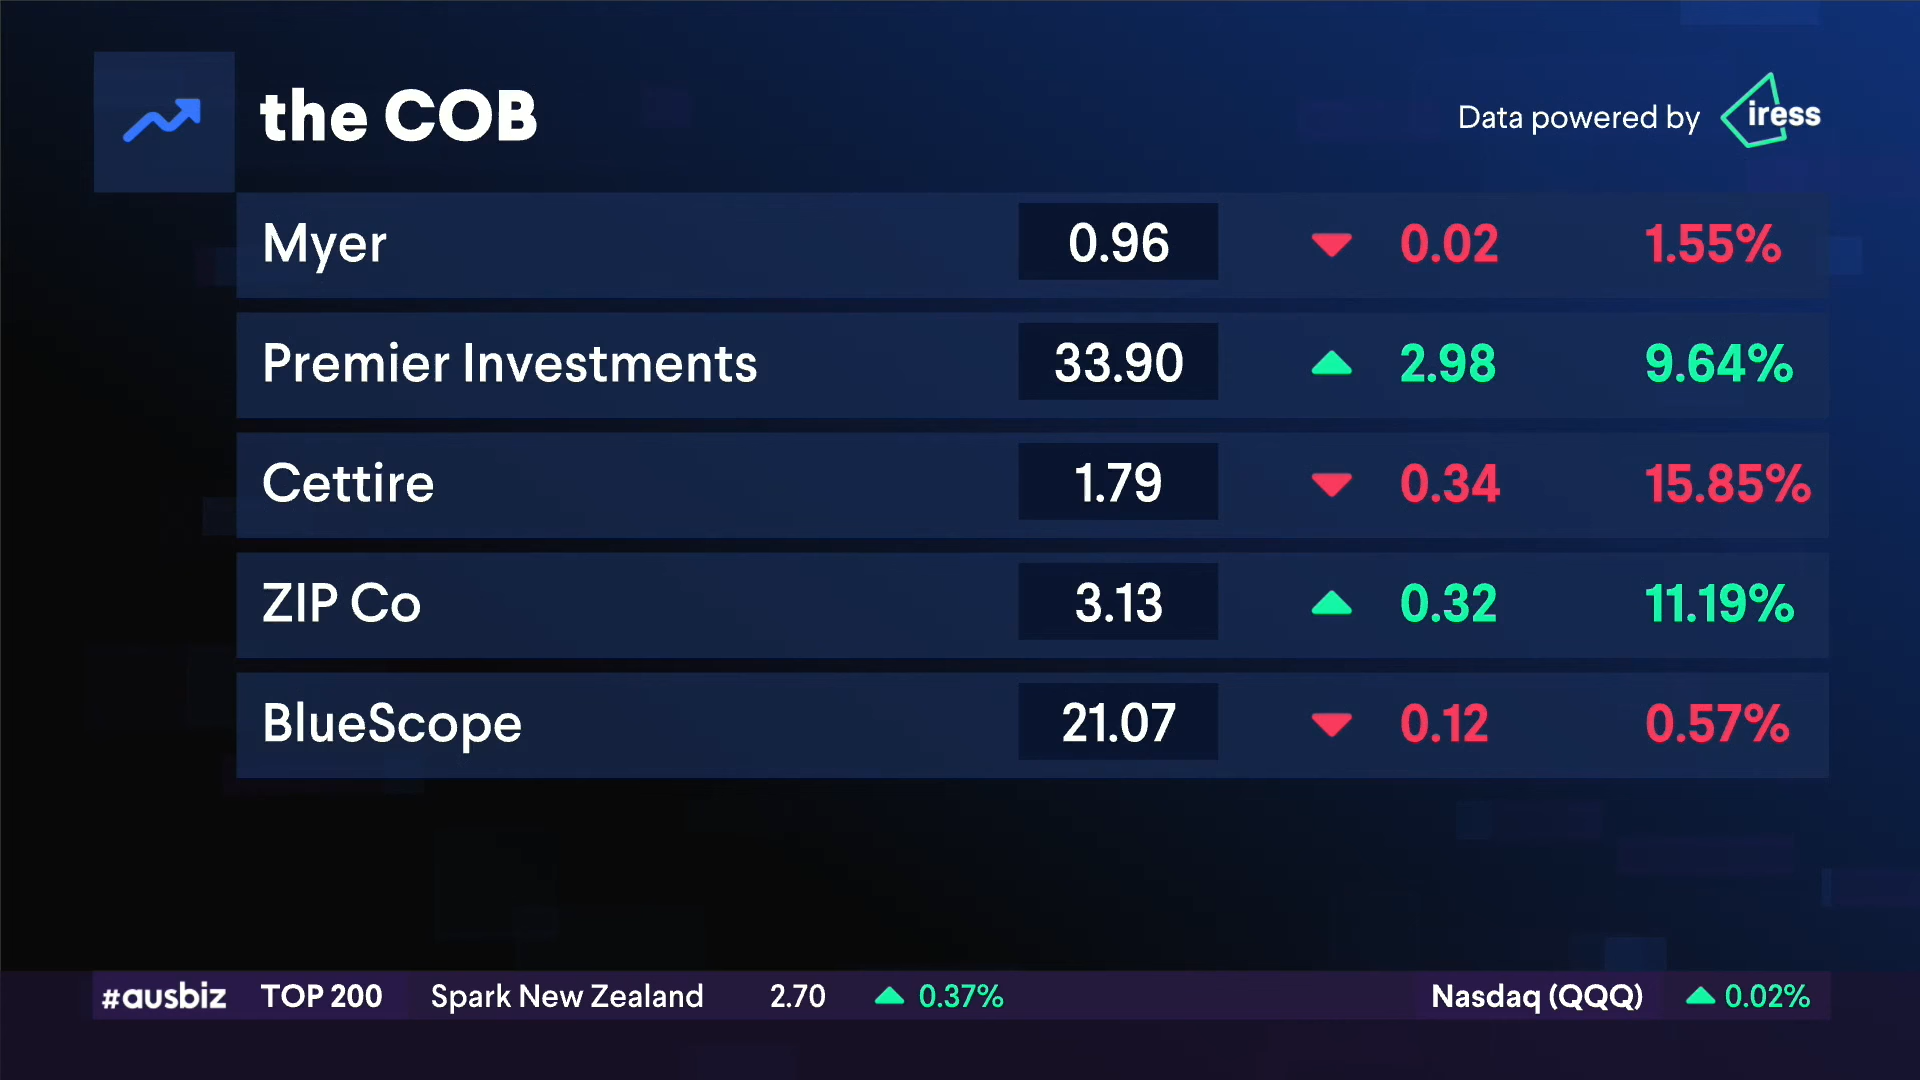 the COB
Data powered by iress
Myer 0.96 ▼ 0.02 1.55%
Premier Investments 33.90 ▲ 2.98 9.64%
Cettire 1.79 ▼ 0.34 15.85%
ZIP Co 3.13 ▲ 0.32 11.19%
BlueScope 21.07 ▼ 0.12 0.57%
#ausbiz TOP 200 Spark New Zealand 2.70 ▲ 0.37% Nasdaq (QQQ) ▲ 0.02%